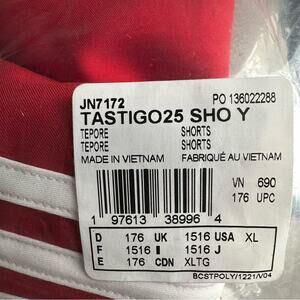 JN7172 PO 136022288
TASTIGO25 SHO Y
TEPORE SHORTS
TEPORE SHORTS
MADE IN VIETNAM FABRIQUÉ AU VIETNAM
VN 690
176 UPC
1 97613 38996 4
D 176 UK 1516 USA XL
F 1516 I 1516 J
E 176 CDN XLTG
BCSTPOLY/1221/V04